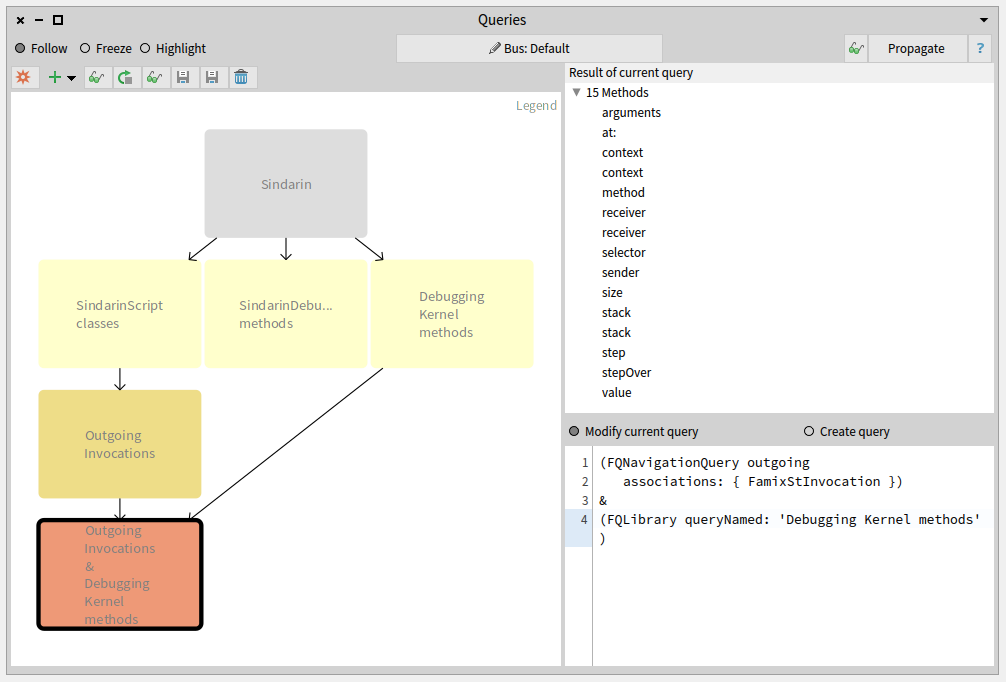 Queries
Follow Freeze Highlight
Bus: Default
Propagate ?
Legend
Sindarin
SindarinScript
classes
SindarinDebu...
methods
Debugging
Kernel
methods
Outgoing
Invocations
Outgoing
Invocations
&
Debugging
Kernel
methods
Result of current query
15 Methods
arguments
at:
context
context
method
receiver
receiver
selector
sender
size
stack
stack
step
stepOver
value
Modify current query Create query
1 (FQNavigationQuery outgoing
2 associations: { FamixStInvocation })
3 &
4 (FQLibrary queryNamed: 'Debugging Kernel methods'
)